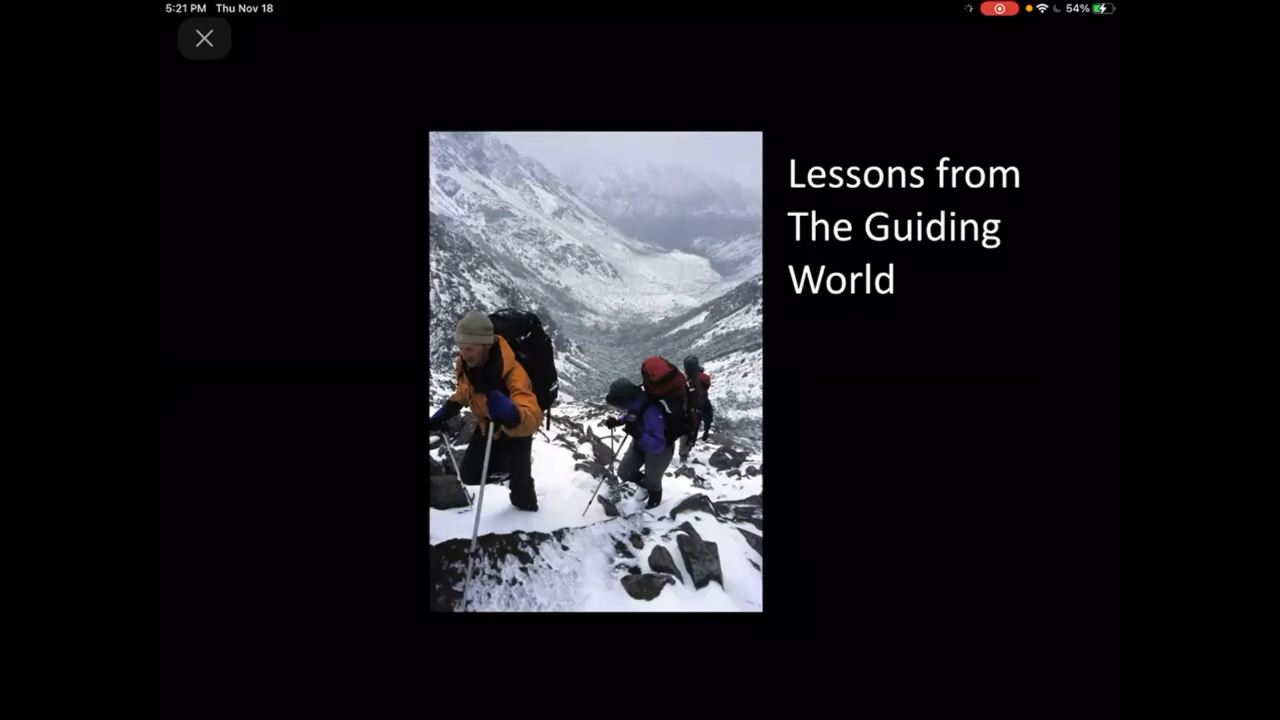 5:21 PM Thu Nov 18
54%
Lessons from
The Guiding
World